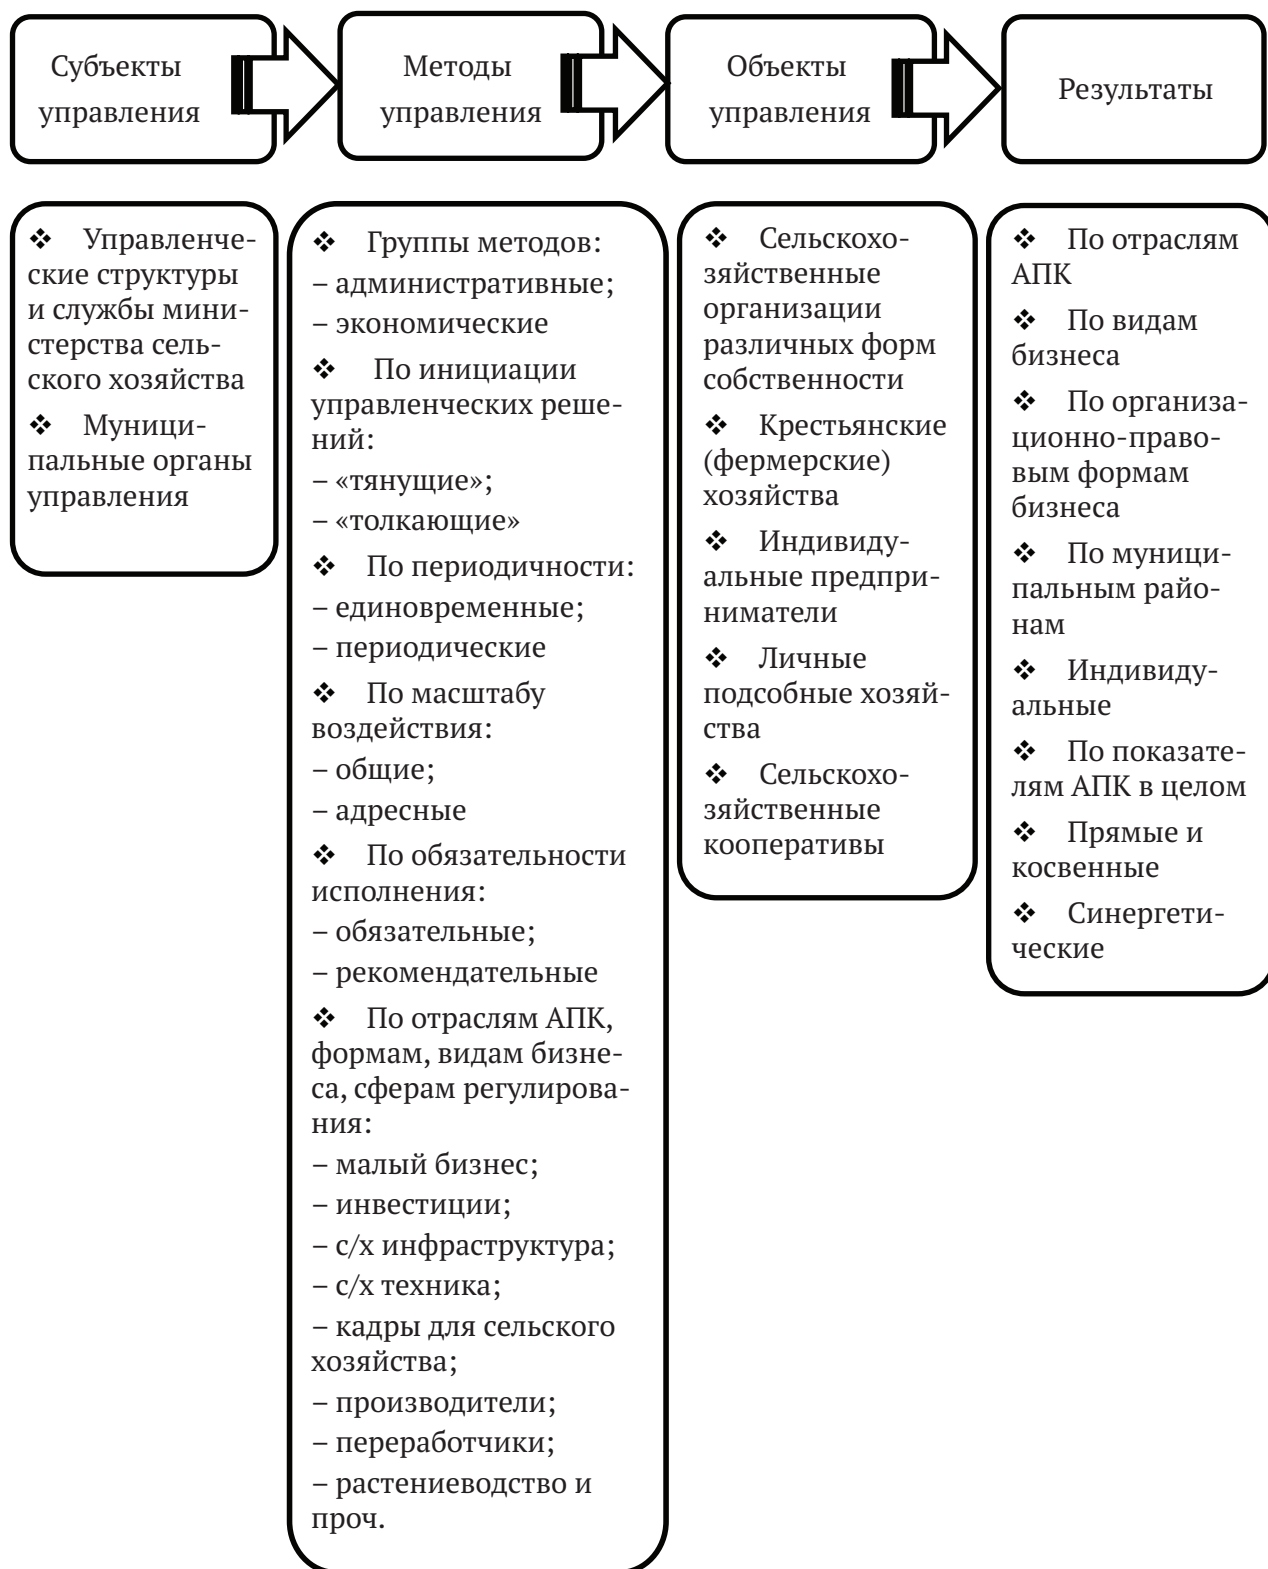 Субъекты
управления
Методы
управления
Объекты
управления
Результаты
❖ Управленче-
ские структуры
и службы мини-
стерства сель-
ского хозяйства
❖ Муници-
пальные органы
управления
❖ Группы методов:
– административные;
– экономические
❖ По инициации
управленческих реше-
ний:
– «тянущие»;
– «толкающие»
❖ По периодичности:
– единовременные;
– периодические
❖ По масштабу
воздействия:
– общие;
– адресные
❖ По обязательности
исполнения:
– обязательные;
– рекомендательные
❖ По отраслям АПК,
формам, видам бизне-
са, сферам регулирова-
ния:
– малый бизнес;
– инвестиции;
– с/х инфраструктура;
– с/х техника;
– кадры для сельского
хозяйства;
– производители;
– переработчики;
– растениеводство и
проч.
❖ Сельскохо-
зяйственные
организации
различных форм
собственности
❖ Крестьянские
(фермерские)
хозяйства
❖ Индивиду-
альные предпри-
ниматели
❖ Личные
подсобные хозяй-
ства
❖ Сельскохо-
зяйственные
кооперативы
❖ По отраслям
АПК
❖ По видам
бизнеса
❖ По организа-
ционно-право-
вым формам
бизнеса
❖ По муници-
пальным райо-
нам
❖ Индивиду-
альные
❖ По показате-
лям АПК в целом
❖ Прямые и
косвенные
❖ Синергети-
ческие